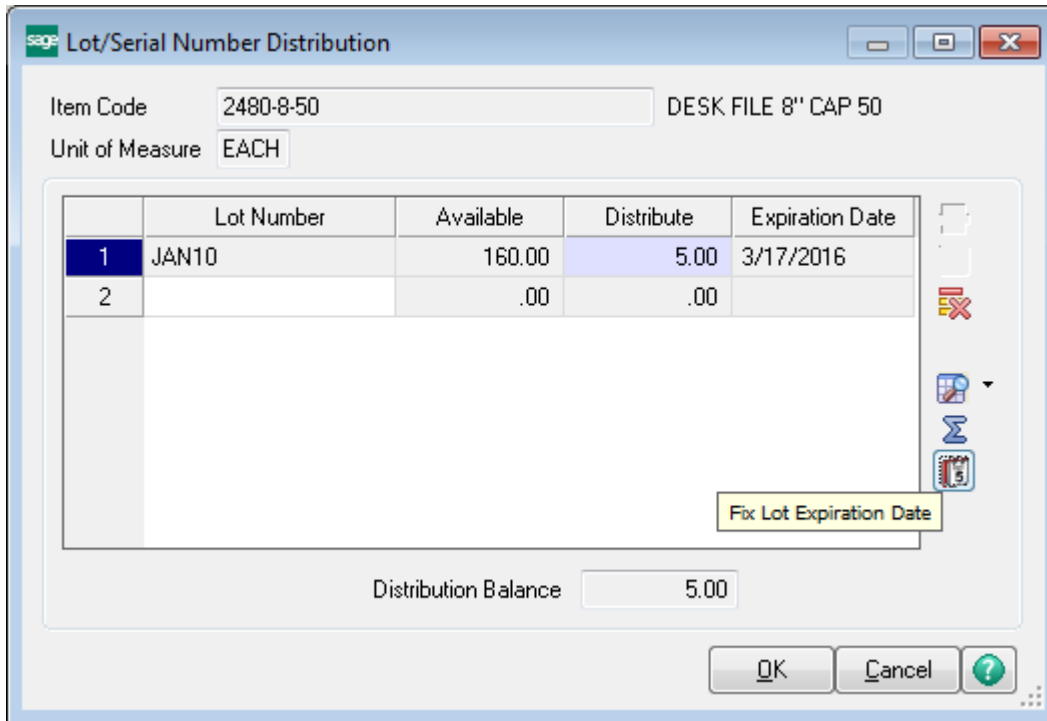 sage Lot/Serial Number Distribution
Item Code 2480-8-50 DESK FILE 8" CAP 50
Unit of Measure EACH
Lot Number Available Distribute Expiration Date
1 JAN10 160.00 5.00 3/17/2016
2 .00 .00
Σ
5
Fix Lot Expiration Date
Distribution Balance 5.00
OK Cancel ?